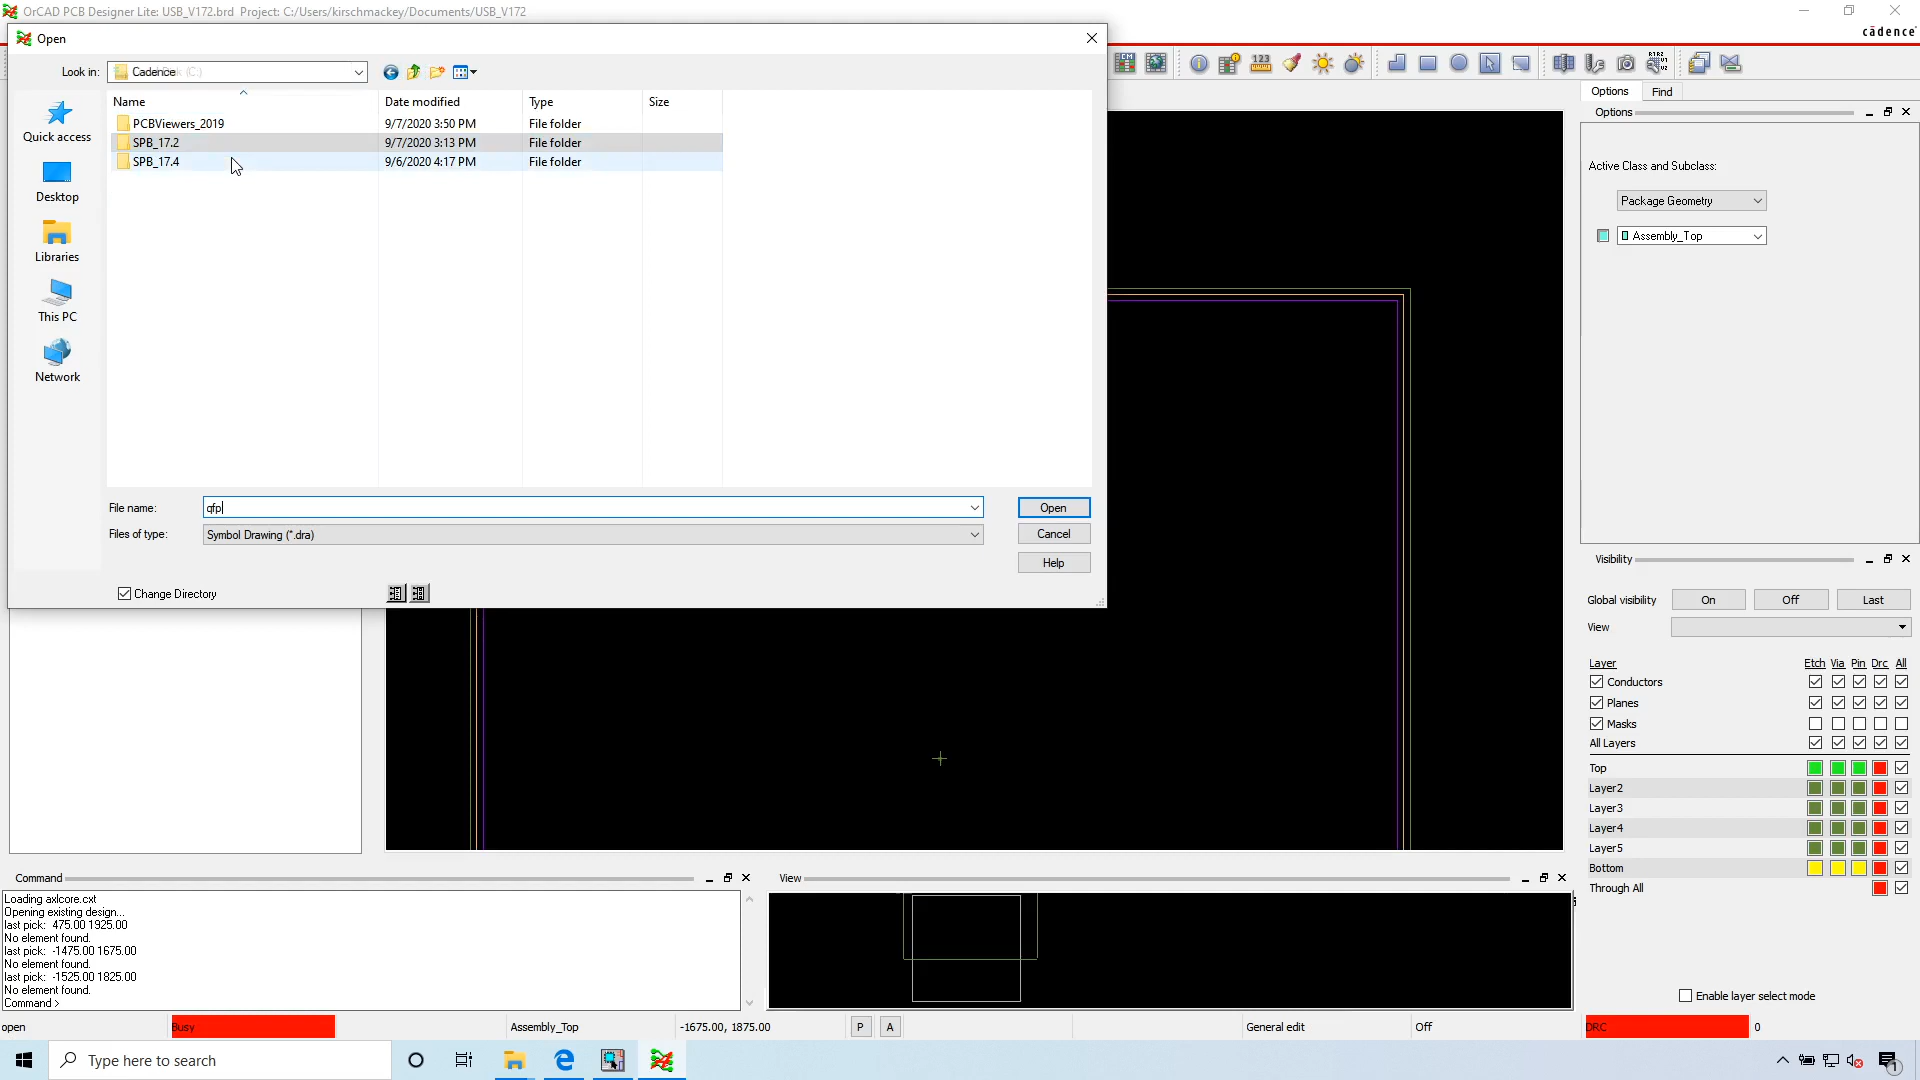 OrCAD PCB Designer Lite: USB_V172.brd  Project: C:/Users/kirschmackey/Documents/USB_V172
cādence
Open
Look in:
Cadence
Name
Date modified
Type
Size
PCBViewers_2019
9/7/2020 3:50 PM
File folder
SPB_17.2
9/7/2020 3:13 PM
File folder
SPB_17.4
9/6/2020 4:17 PM
File folder
Quick access
Desktop
Libraries
This PC
Network
File name:
qfp
Open
Files of type:
Symbol Drawing (*.dra)
Cancel
Help
Change Directory
Options
Find
Options
Active Class and Subclass:
Package Geometry
Assembly_Top
Visibility
Global visibility
On
Off
Last
View
Layer
Etch
Via
Pin
Drc
All
Conductors
Planes
Masks
All Layers
Top
Layer2
Layer3
Layer4
Layer5
Bottom
Through All
Enable layer select mode
Command
Loading axlcore.cxt
Opening existing design...
last pick:  475.00 1925.00
No element found.
last pick:  -1475.00 1675.00
No element found.
last pick:  -1525.00 1825.00
No element found.
Command >
View
open
Busy
Assembly_Top
-1675.00, 1875.00
P
A
General edit
Off
DRC
0
Type here to search
1